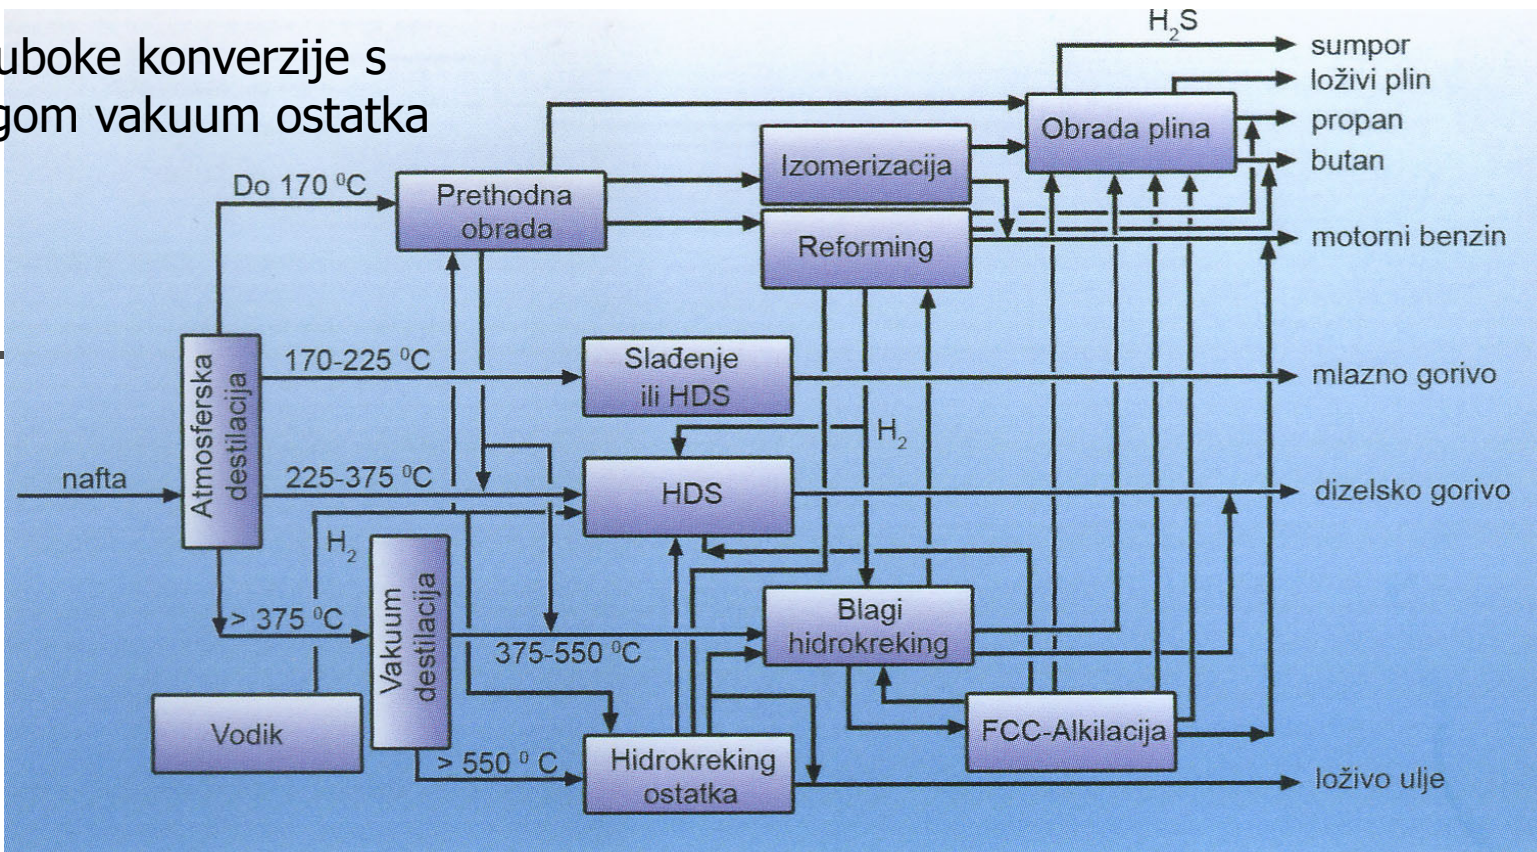 uboke konverzije s
gom vakuum ostatka
H₂S
sumpor
loživi plin
Obrada plina
propan
butan
Izomerizacija
Do 170 ⁰C
Prethodna
obrada
Reforming
motorni benzin
Atmosferska
destilacija
170-225 ⁰C
Slađenje
ili HDS
mlazno gorivo
H₂
nafta
225-375 ⁰C
HDS
dizelsko gorivo
H₂
> 375 ⁰C
Vakuum
destilacija
375-550 ⁰C
Blagi
hidrokreking
Vodik
FCC-Alkilacija
> 550 ⁰ C
Hidrokreking
ostatka
loživo ulje